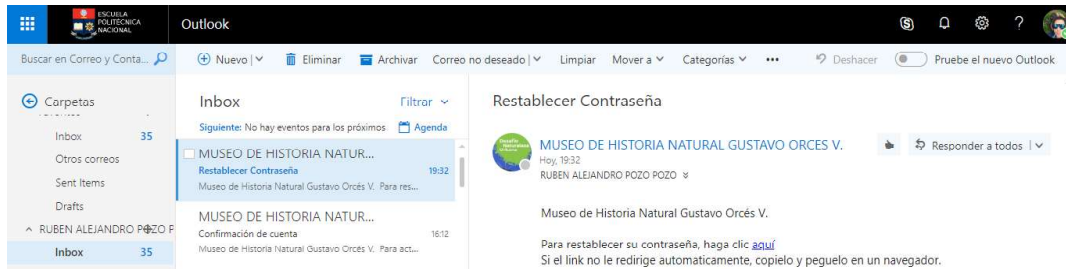 ESCUELA
POLITÉCNICA
NACIONAL
Outlook
Buscar en Correo y Conta...
Nuevo
Eliminar
Archivar
Correo no deseado
Limpiar
Mover a
Categorías
Deshacer
Pruebe el nuevo Outlook
Carpetas
Inbox 35
Otros correos
Sent Items
Drafts
RUBEN ALEJANDRO POZO P
Inbox 35
Inbox
Filtrar
Siguiente: No hay eventos para los próximos
Agenda
MUSEO DE HISTORIA NATUR...
Restablecer Contraseña 19:32
Museo de Historia Natural Gustavo Orcés V. Para res...
MUSEO DE HISTORIA NATUR...
Confirmación de cuenta 16:12
Museo de Historia Natural Gustavo Orcés V. Para act...
Restablecer Contraseña
MUSEO DE HISTORIA NATURAL GUSTAVO ORCES V.
Hoy, 19:32
RUBEN ALEJANDRO POZO POZO
Responder a todos
Museo de Historia Natural Gustavo Orcés V.
Para restablecer su contraseña, haga clic aquí
Si el link no le redirige automaticamente, copielo y peguelo en un navegador.